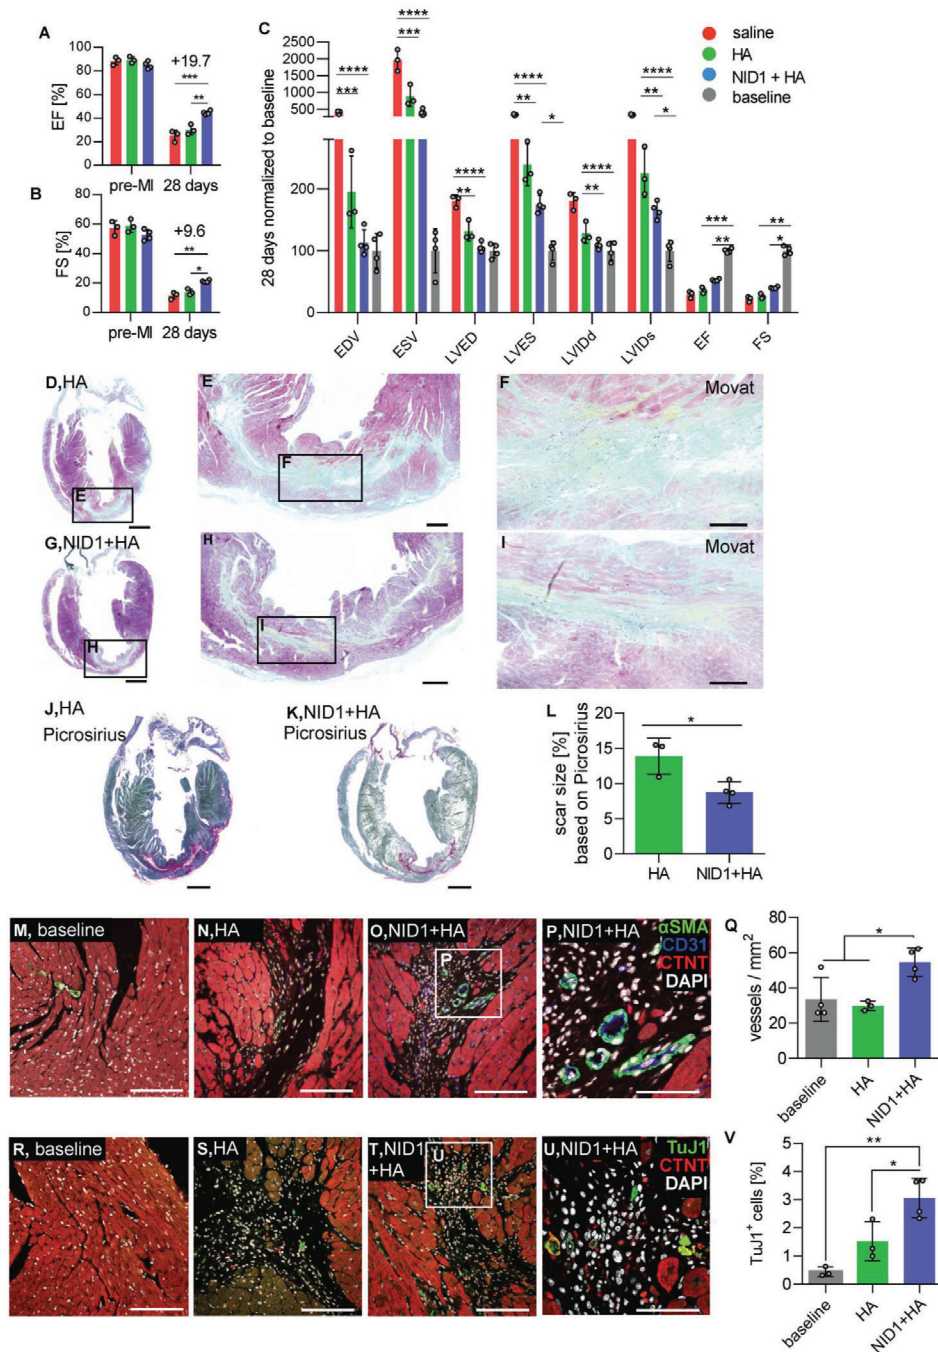 A
EF [%]
100
80
60
40
20
0
+19.7
***
**
pre-MI 28 days
B
FS [%]
80
60
40
20
0
+9.6
**
*
pre-MI 28 days
C
28 days normalized to baseline
2500
2000
1500
1000
500
200
100
0
****
***
****
***
****
**
****
**
*
****
**
****
**
*
***
**
**
*
EDV
ESV
LVED
LVES
LVIDd
LVIDs
EF
FS
saline
HA
NID1 + HA
baseline
D,HA
E
E
F
F
Movat
G,NID1+HA
H
H
I
I
Movat
J,HA
Picrosirius
K,NID1+HA
Picrosirius
L
scar size [%]
based on Picrosirius
20
15
10
5
0
*
HA NID1+HA
M, baseline
N,HA
O,NID1+HA
P
P,NID1+HA
αSMA
CD31
CTNT
DAPI
Q
vessels / mm2
80
60
40
20
0
*
baseline
HA
NID1+HA
R, baseline
S,HA
T,NID1
+HA
U
U,NID1+HA
TuJ1
CTNT
DAPI
V
TuJ1+ cells [%]
5
4
3
2
1
0
**
*
baseline
HA
NID1+HA